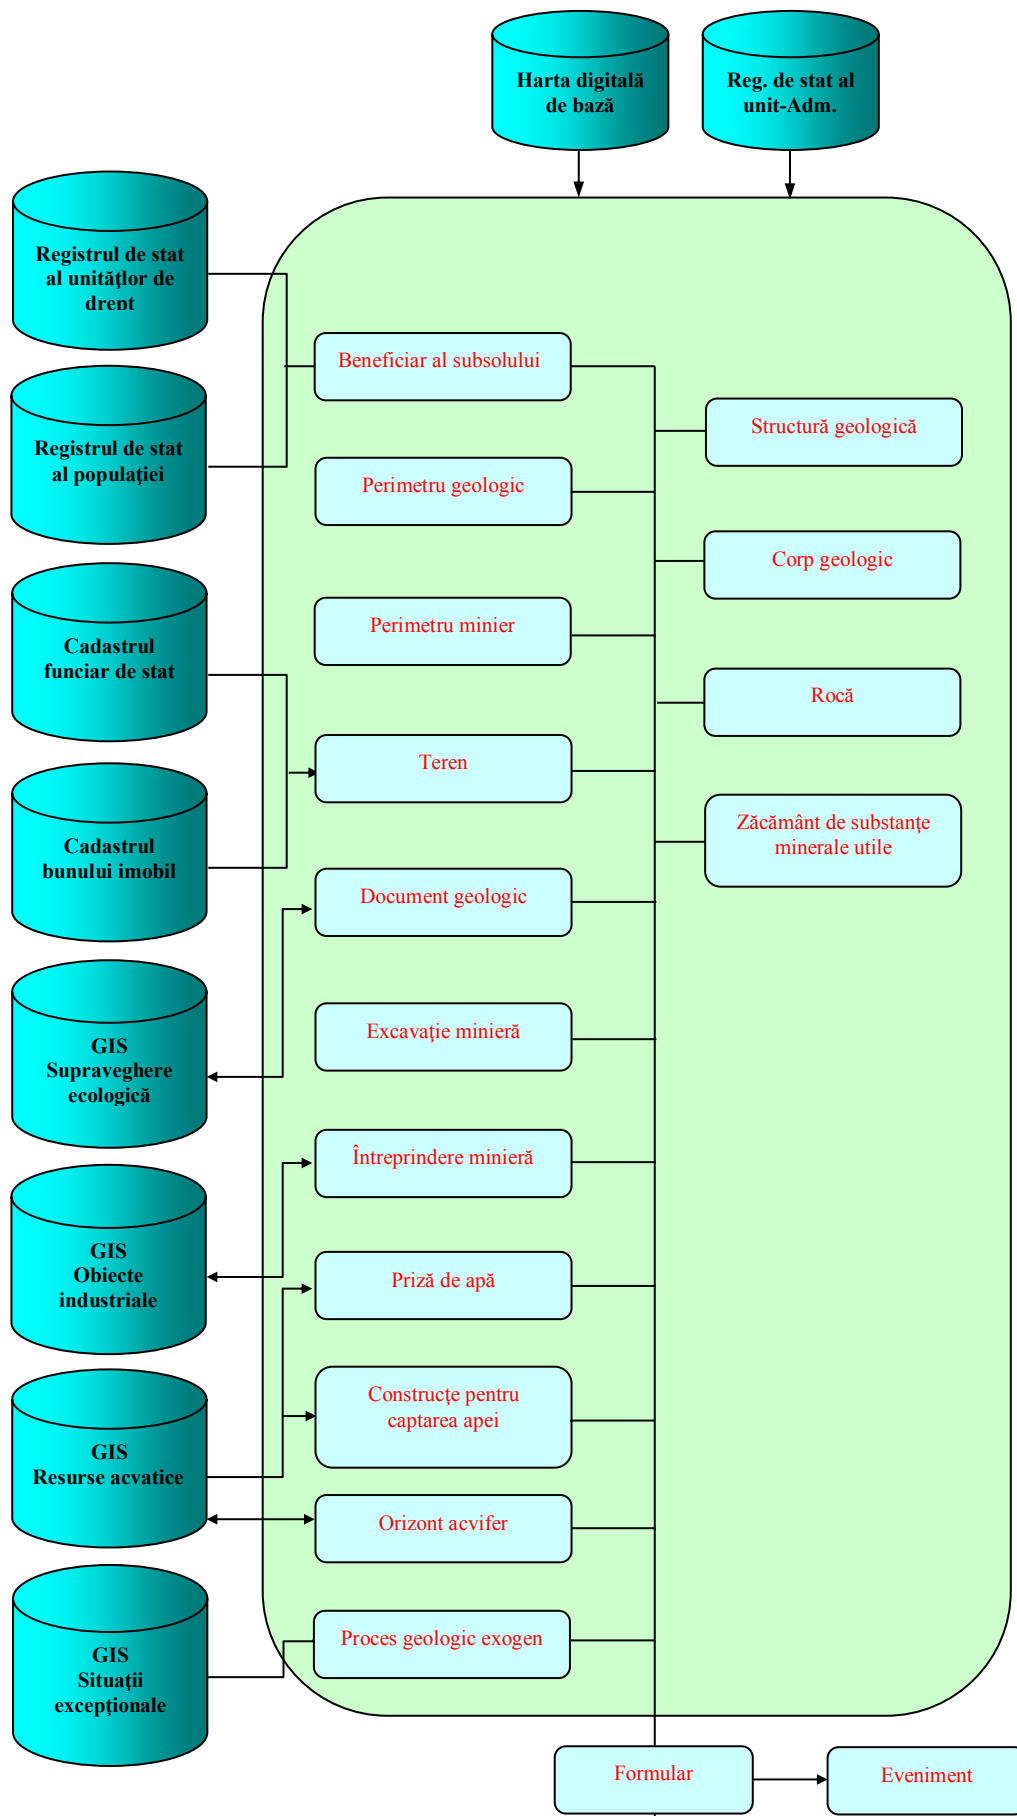 Harta digitală
de bază
Reg. de stat al
unit-Adm.
Registrul de stat
al unităţlor de
drept
Registrul de stat
al populaţiei
Cadastrul
funciar de stat
Cadastrul
bunului imobil
GIS
Supraveghere
ecologică
GIS
Obiecte
industriale
GIS
Resurse acvatice
GIS
Situaţii
excepţionale
Beneficiar al subsolului
Perimetru geologic
Perimetru minier
Teren
Document geologic
Excavaţie minieră
Întreprindere minieră
Priză de apă
Construcţe pentru
captarea apei
Orizont acvifer
Proces geologic exogen
Structură geologică
Corp geologic
Rocă
Zăcământ de substanţe
minerale utile
Formular
Eveniment